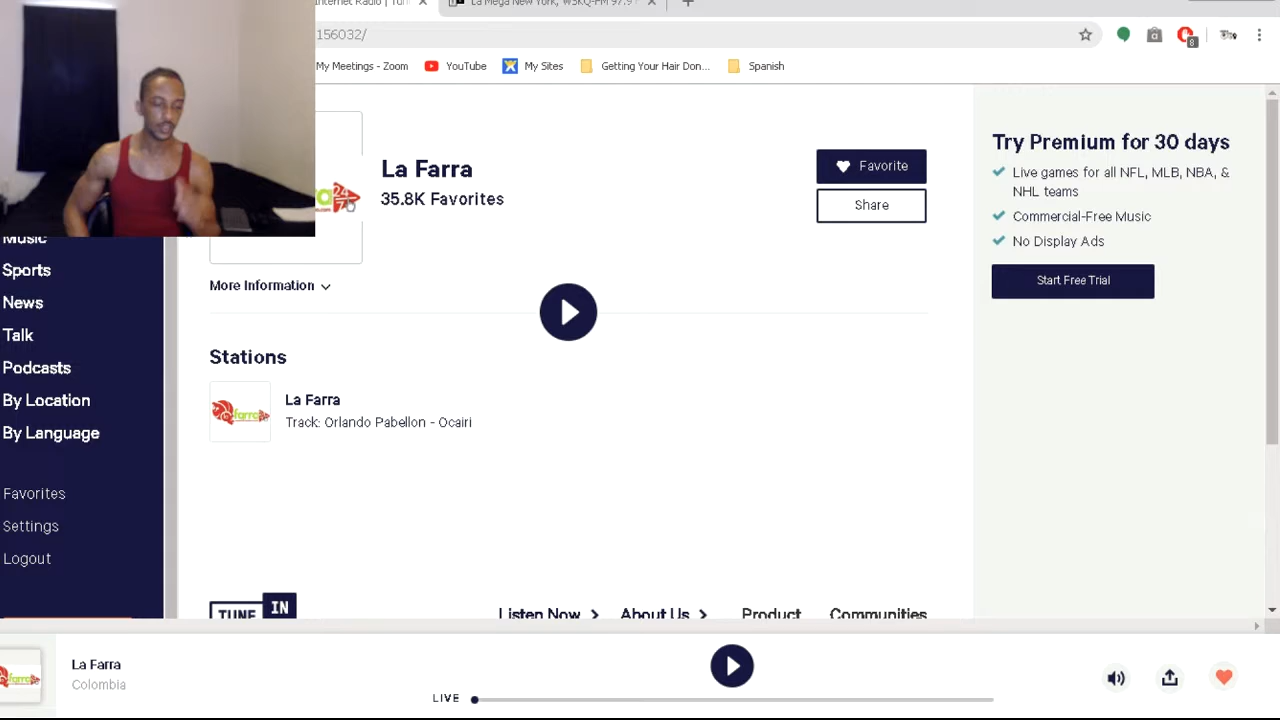 Internet Radio | Tun
La Mega New York, WSKQ-FM 97.9 F
156032/
8
My Meetings - Zoom
YouTube
My Sites
Getting Your Hair Don...
Spanish
La Farra
35.8K Favorites
Favorite
Share
More Information
Try Premium for 30 days
Live games for all NFL, MLB, NBA, &
NHL teams
Commercial-Free Music
No Display Ads
Start Free Trial
Music
Sports
News
Talk
Podcasts
By Location
By Language
Favorites
Settings
Logout
Stations
farra
La Farra
Track: Orlando Pabellon - Ocairi
TUNE IN
Listen Now
About Us
Product
Communities
farra
La Farra
Colombia
LIVE